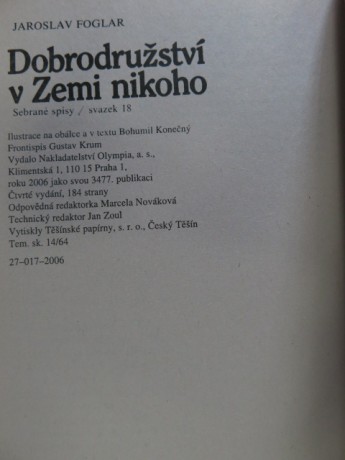 JAROSLAV FOGLAR
Dobrodružství
v Zemi nikoho
Sebrané spisy / svazek 18
Ilustrace na obálce a v textu Bohumil Konečný
Frontispis Gustav Krum
Vydalo Nakladatelství Olympia, a. s.,
Klimentská 1, 110 15 Praha 1,
roku 2006 jako svou 3477. publikaci
Čtvrté vydání, 184 strany
Odpovědná redaktorka Marcela Nováková
Technický redaktor Jan Zoul
Vytiskly Těšínské papírny, s. r. o., Český Těšín
Tem. sk. 14/64
27–017–2006